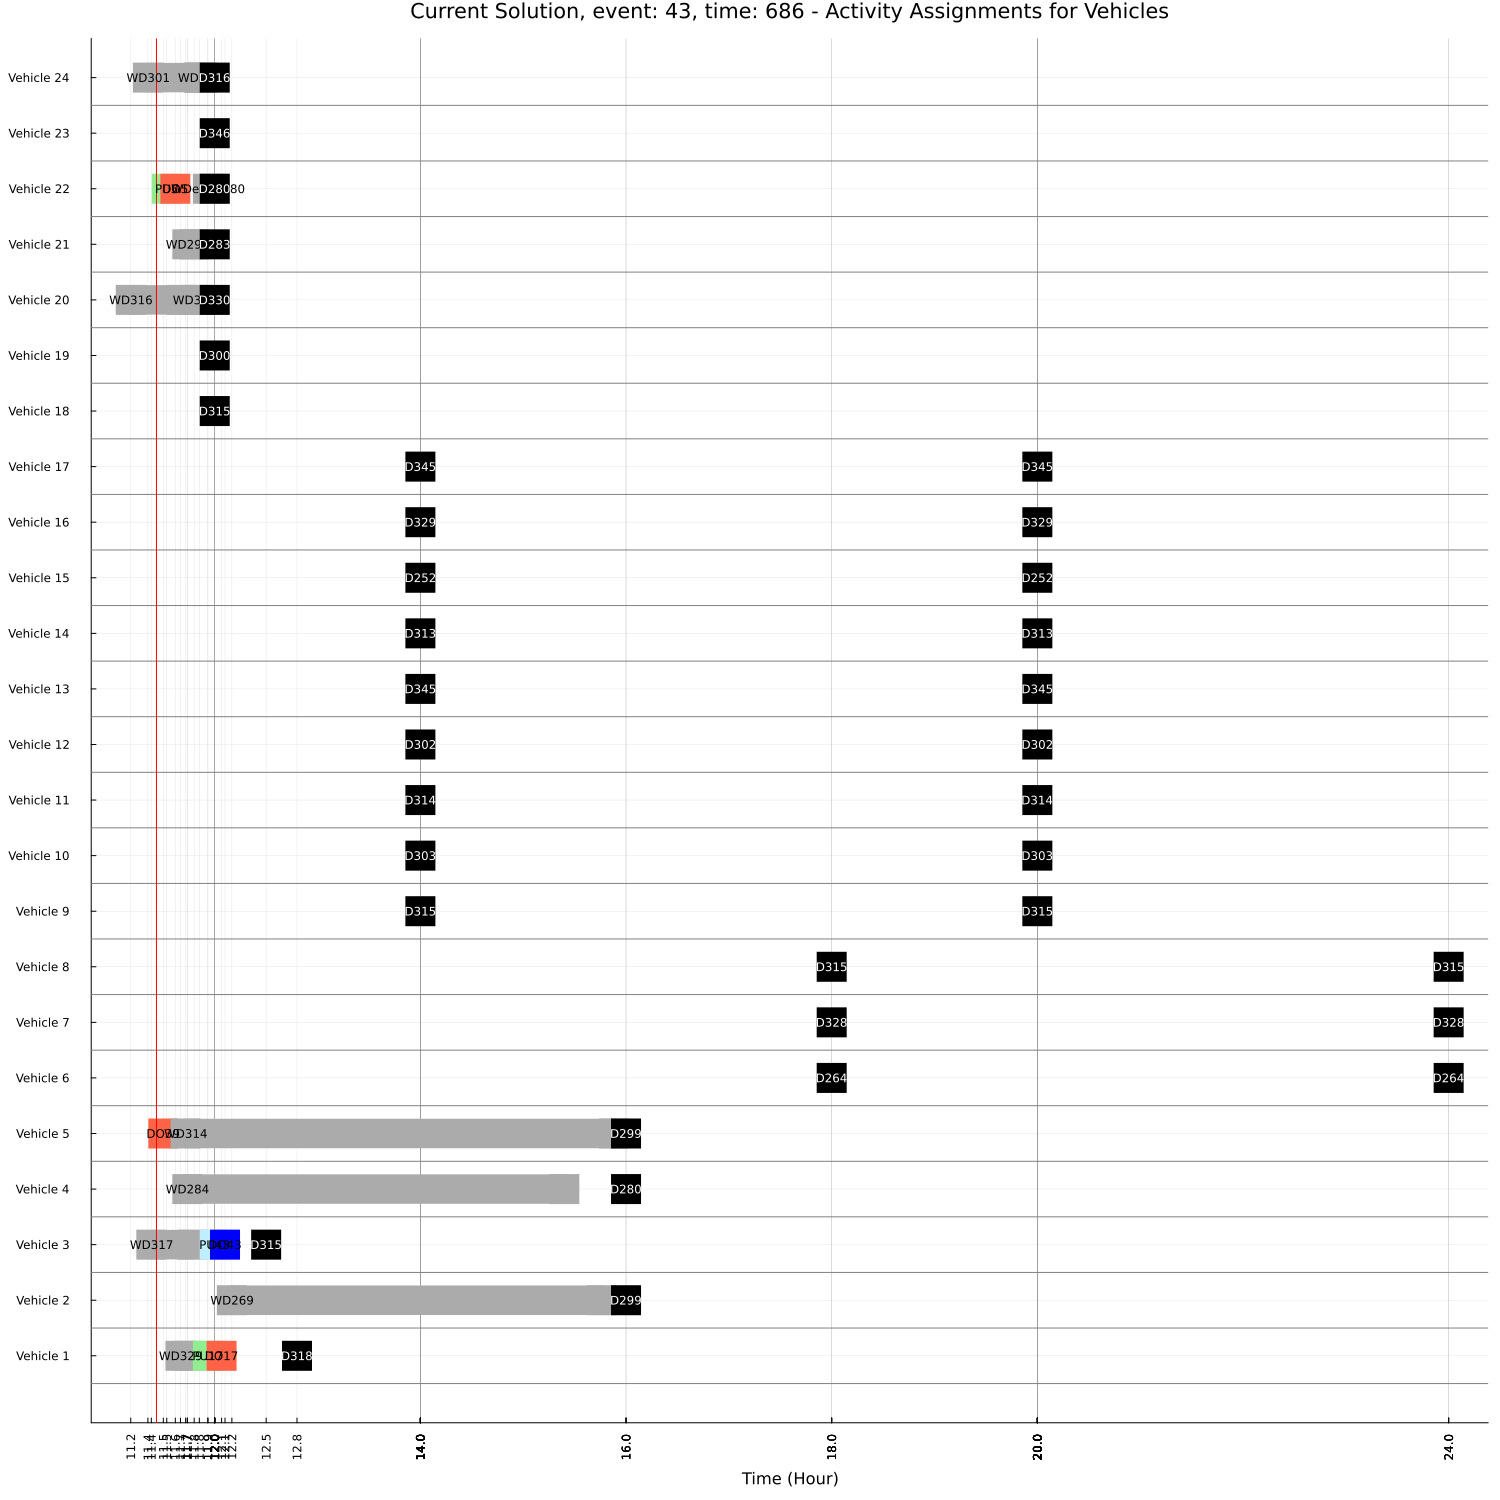 Current Solution, event: 43, time: 686 - Activity Assignments for Vehicles
Vehicle 24 WD301 D316
Vehicle 23 D346
Vehicle 22 D280
Vehicle 21 D283
Vehicle 20 WD316 D330
Vehicle 19 D300
Vehicle 18 D315
Vehicle 17 D345 D345
Vehicle 16 D329 D329
Vehicle 15 D252 D252
Vehicle 14 D313 D313
Vehicle 13 D345 D345
Vehicle 12 D302 D302
Vehicle 11 D314 D314
Vehicle 10 D303 D303
Vehicle 9 D315 D315
Vehicle 8 D315 D315
Vehicle 7 D328 D328
Vehicle 6 D264 D264
Vehicle 5 WD314 D299
Vehicle 4 WD284 D280
Vehicle 3 WD317 D315
Vehicle 2 WD269 D299
Vehicle 1 WD329 D318
11.2 12.0 12.2 12.5 12.8 14.0 16.0 18.0 20.0 24.0
Time (Hour)